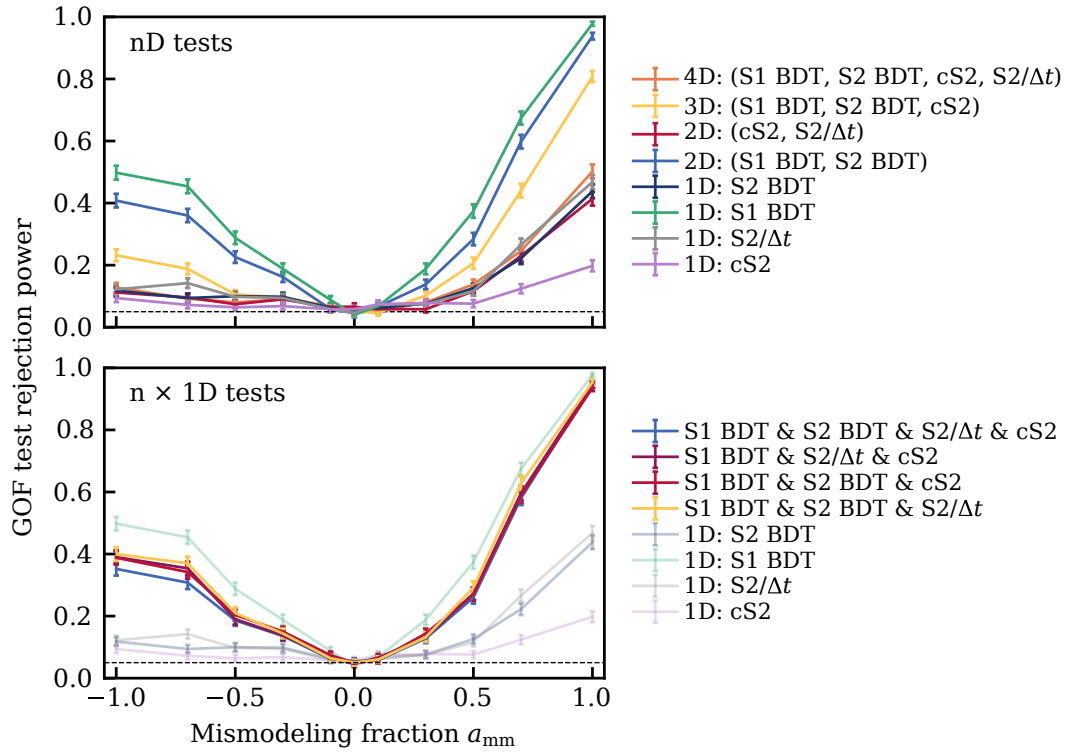 GOF test rejection power
1.0
0.8
0.6
0.4
0.2
0.0
nD tests
4D: (S1 BDT, S2 BDT, cS2, S2/Δt)
3D: (S1 BDT, S2 BDT, cS2)
2D: (cS2, S2/Δt)
2D: (S1 BDT, S2 BDT)
1D: S2 BDT
1D: S1 BDT
1D: S2/Δt
1D: cS2
1.0
0.8
0.6
0.4
0.2
0.0
n × 1D tests
S1 BDT & S2 BDT & S2/Δt & cS2
S1 BDT & S2/Δt & cS2
S1 BDT & S2 BDT & cS2
S1 BDT & S2 BDT & S2/Δt
1D: S2 BDT
1D: S1 BDT
1D: S2/Δt
1D: cS2
−1.0 −0.5 0.0 0.5 1.0
Mismodeling fraction a_mm